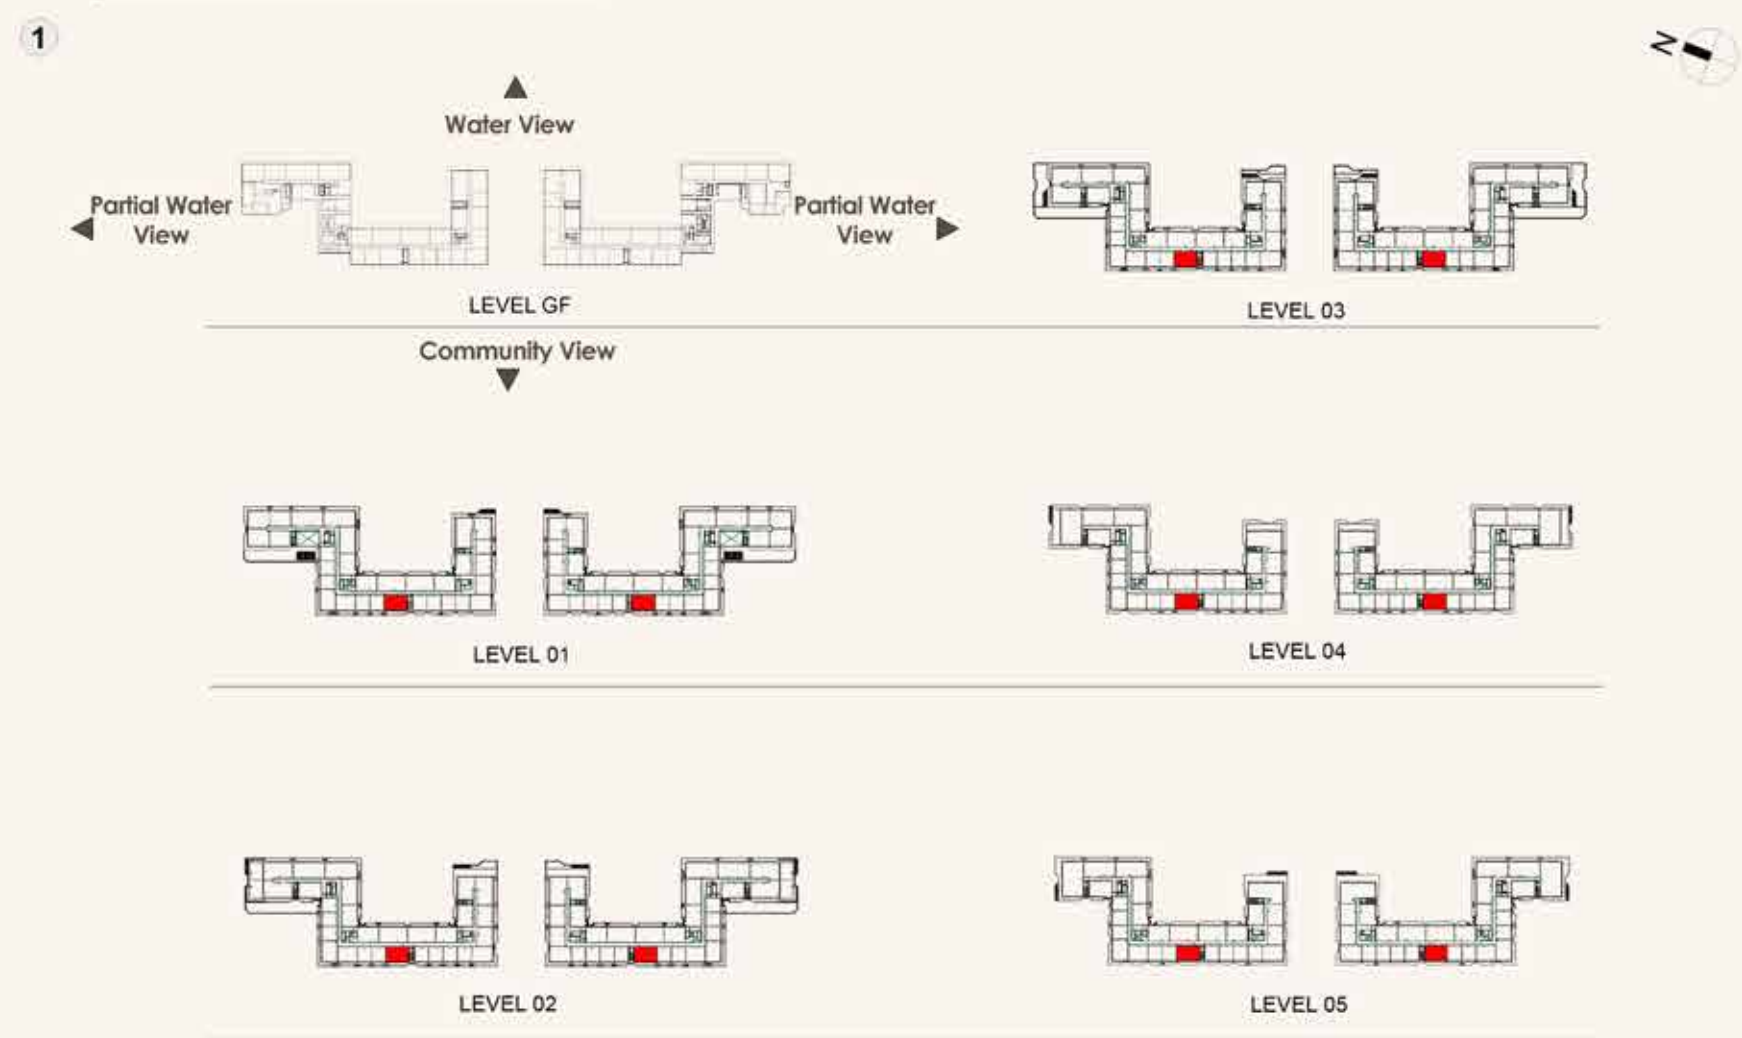 1
N
Water View
Partial Water
View
Partial Water
View
LEVEL GF
LEVEL 03
Community View
LEVEL 01
LEVEL 04
LEVEL 02
LEVEL 05